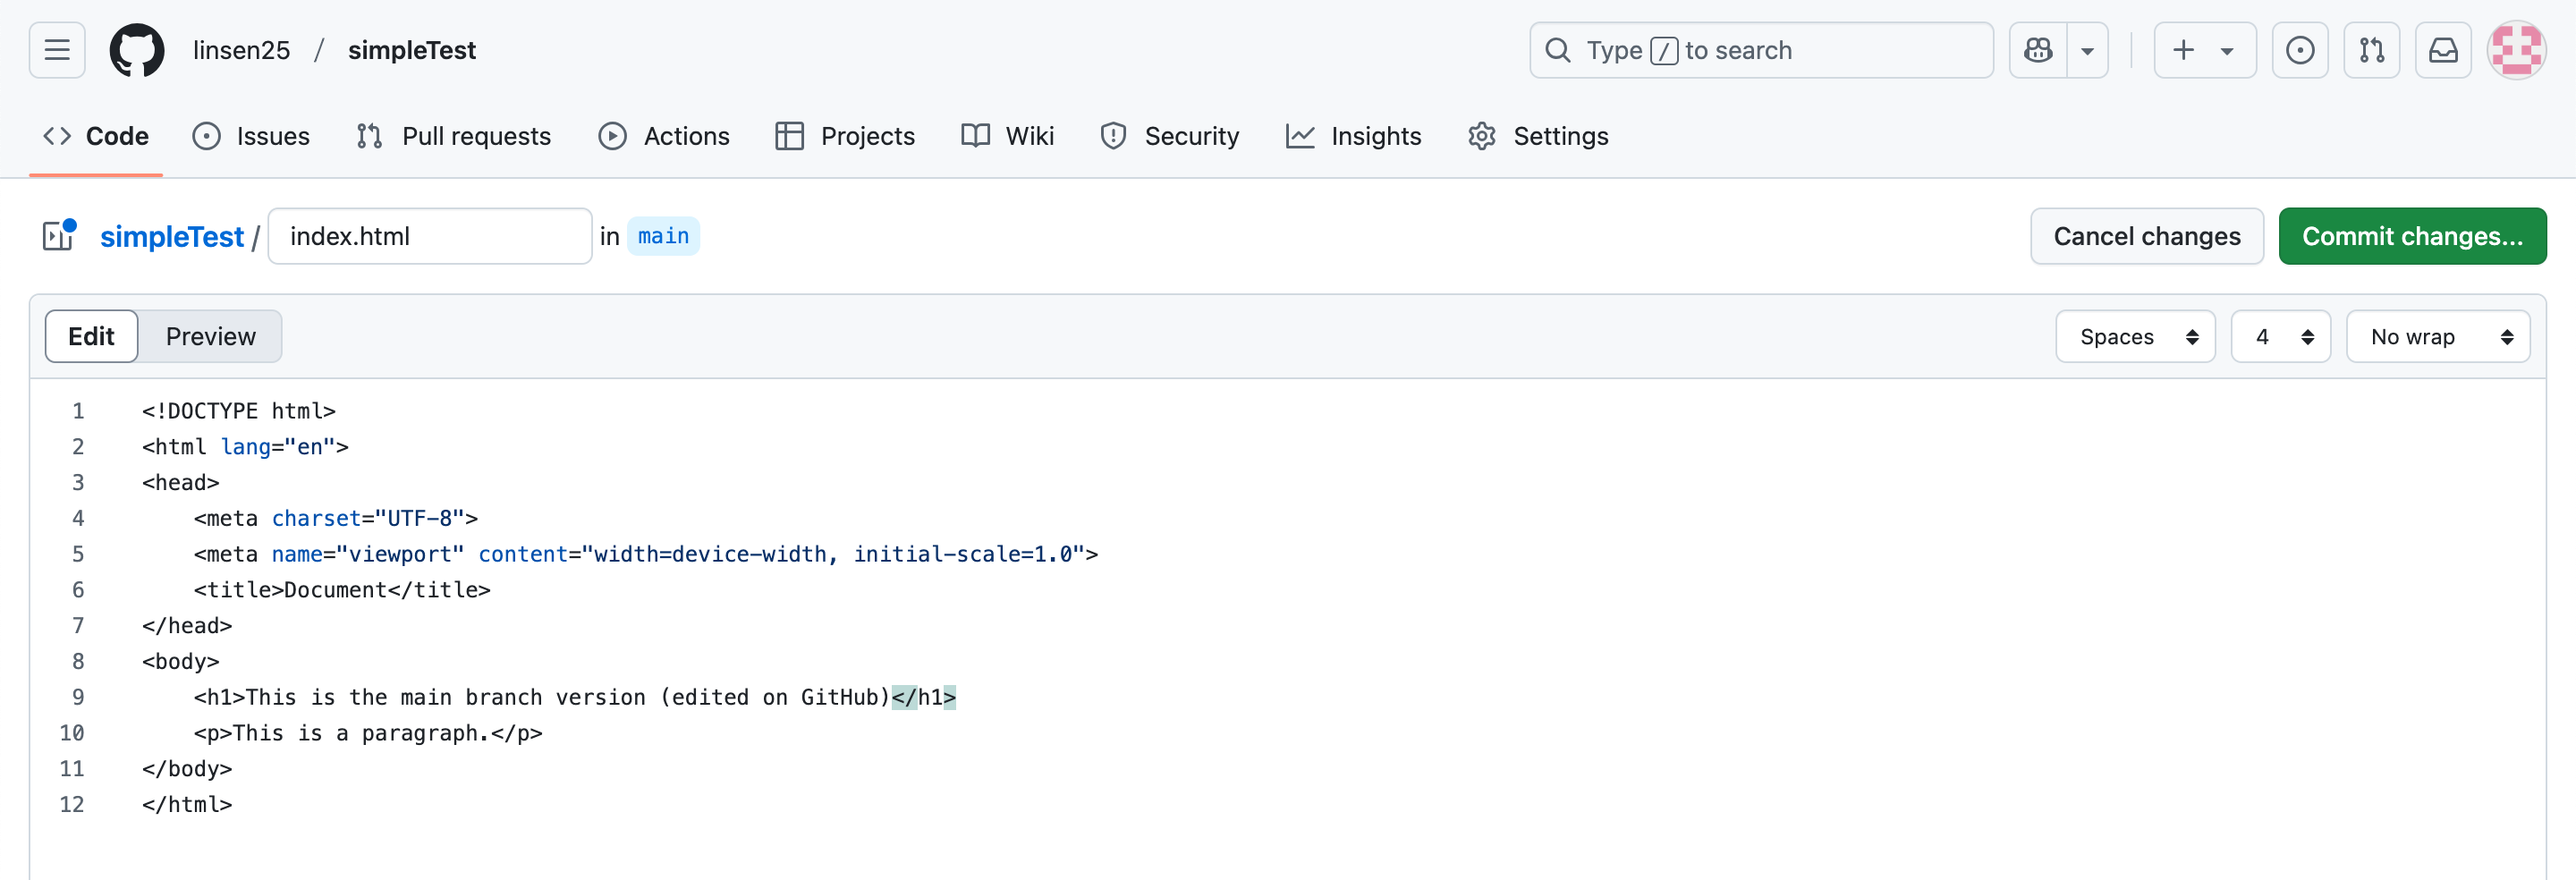 linsen25 / simpleTest
Type / to search
Code Issues Pull requests Actions Projects Wiki Security Insights Settings
simpleTest / index.html in main
Cancel changes Commit changes...
Edit Preview
Spaces 4 No wrap
1 <!DOCTYPE html>
2 <html lang="en">
3 <head>
4     <meta charset="UTF-8">
5     <meta name="viewport" content="width=device-width, initial-scale=1.0">
6     <title>Document</title>
7 </head>
8 <body>
9     <h1>This is the main branch version (edited on GitHub)</h1>
10     <p>This is a paragraph.</p>
11 </body>
12 </html>